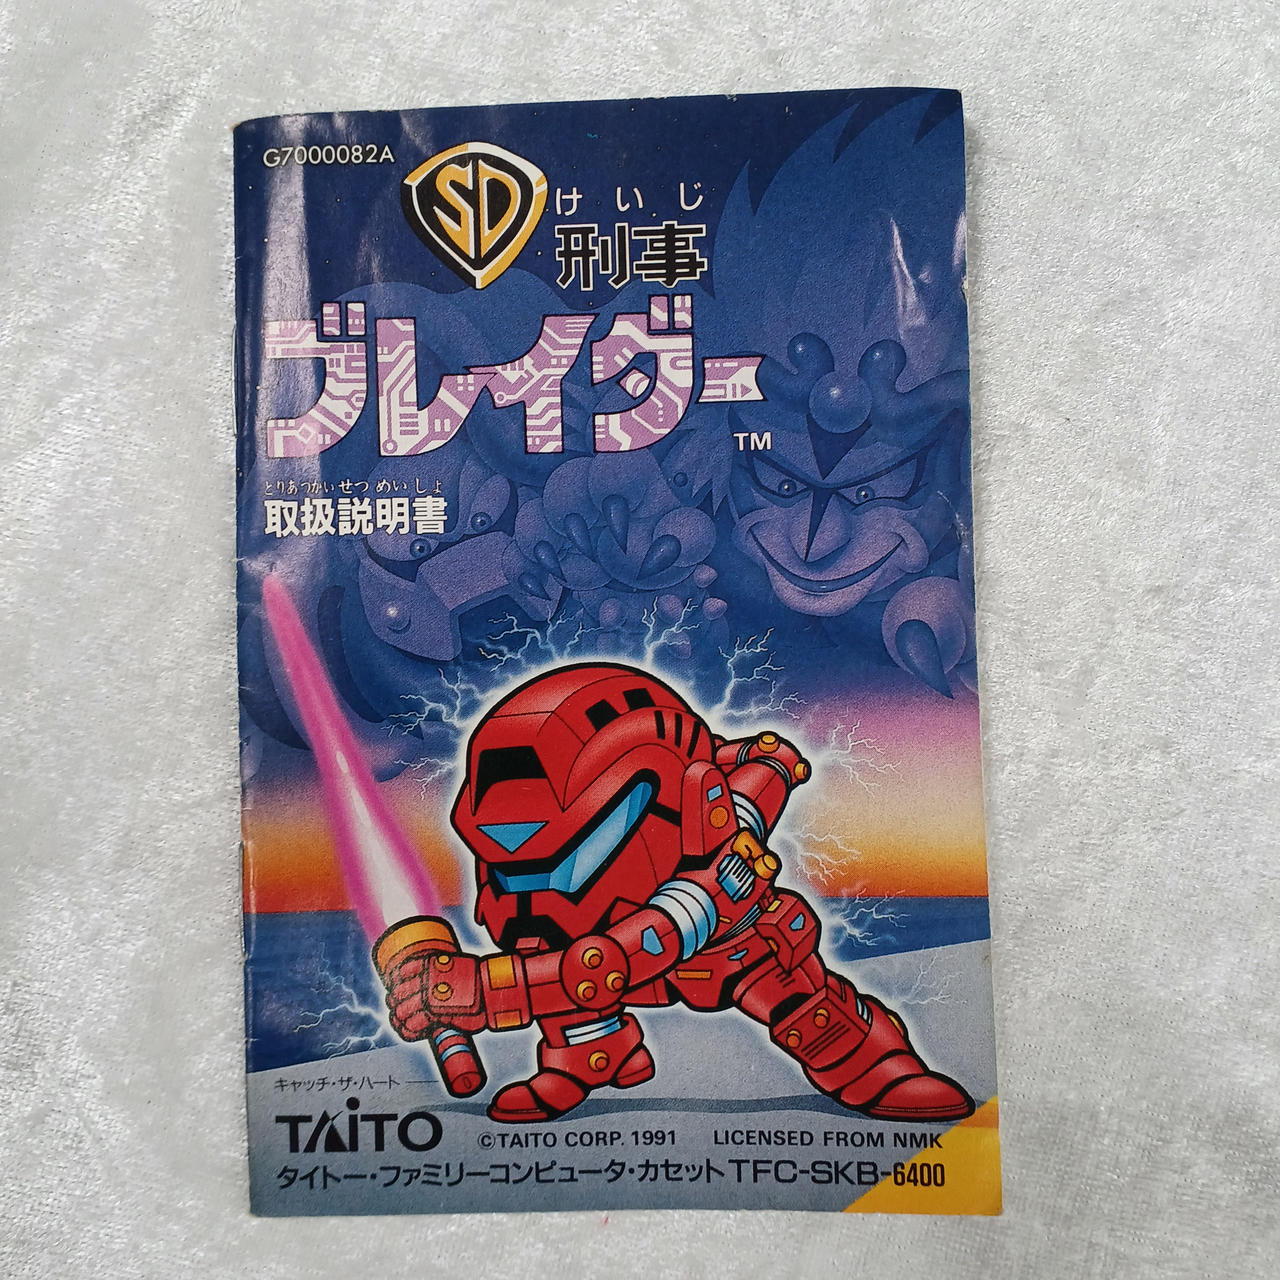 G7000082A
SD
けいじ
刑事
ブレイダー
TM
とりあつかいせつめいしょ
取扱説明書
キャッチ・ザ・ハート
TAiTO
©TAITO CORP. 1991 LICENSED FROM NMK
タイトー・ファミリーコンピュータ・カセット TFC-SKB-6400